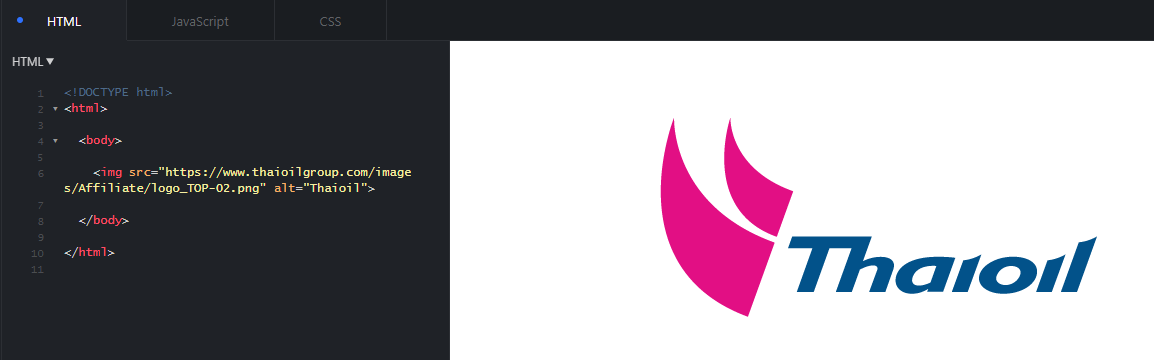 HTML
JavaScript
CSS
HTML ▼
1 <!DOCTYPE html>
2 ▾ <html>
3
4 ▾ <body>
5
6 <img src="https://www.thaioilgroup.com/image
s/Affiliate/logo_TOP-02.png" alt="Thaioil">
7
8 </body>
9
10 </html>
11
Thaioil